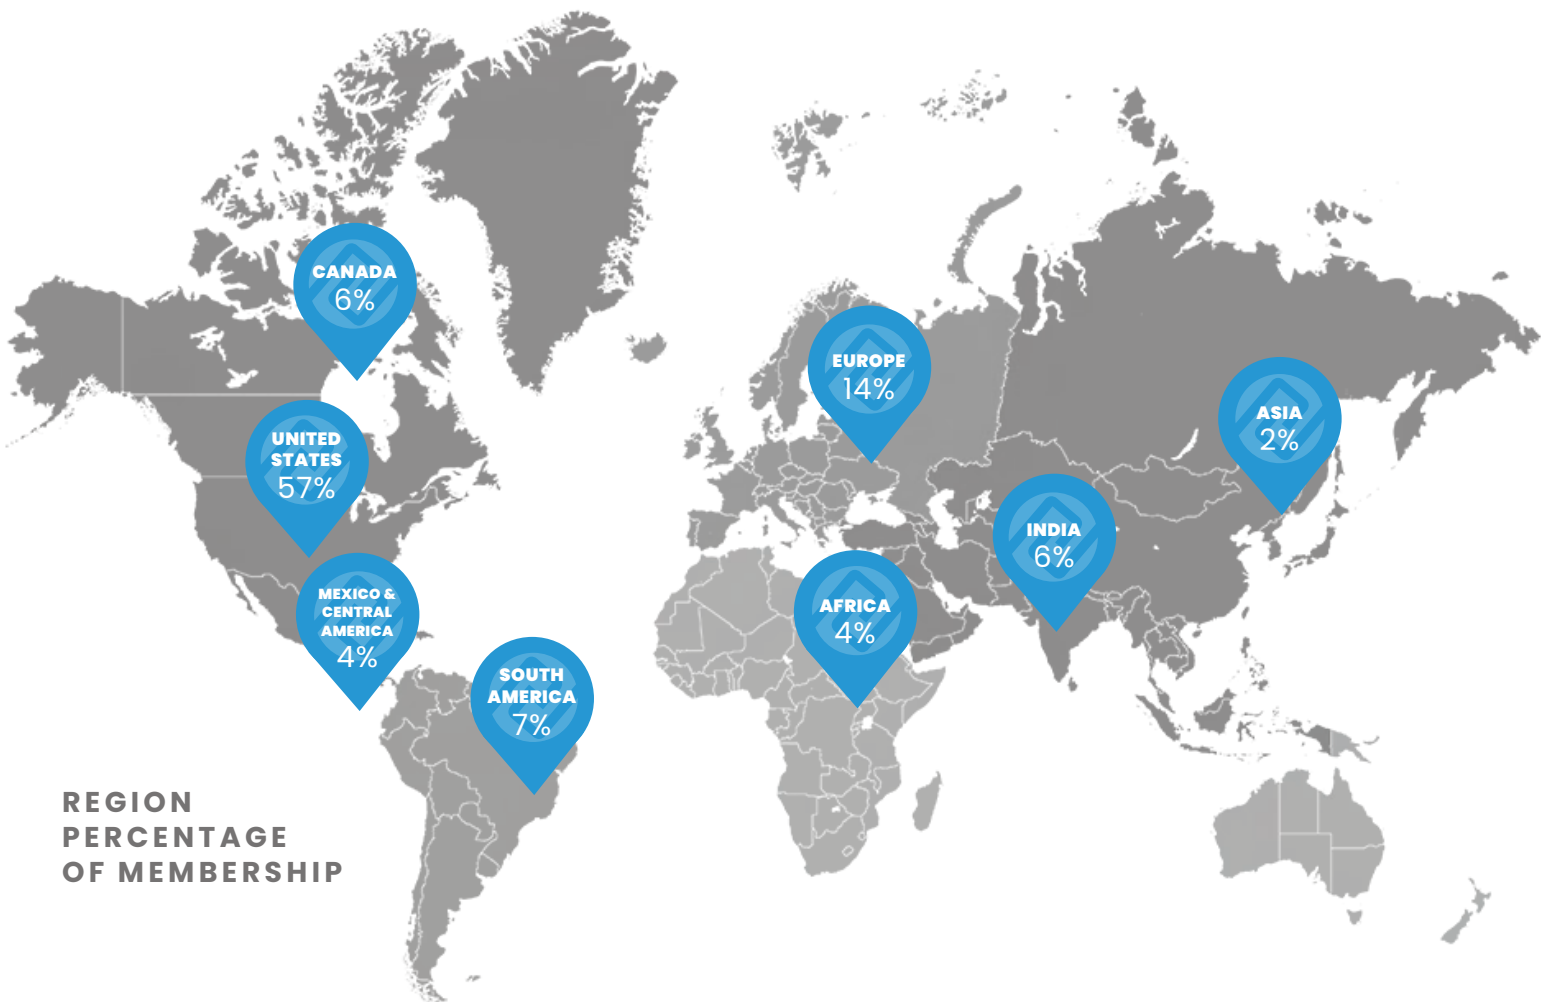 CANADA
6%
UNITED
STATES
57%
MEXICO &
CENTRAL
AMERICA
4%
SOUTH
AMERICA
7%
EUROPE
14%
AFRICA
4%
INDIA
6%
ASIA
2%
REGION
PERCENTAGE
OF MEMBERSHIP